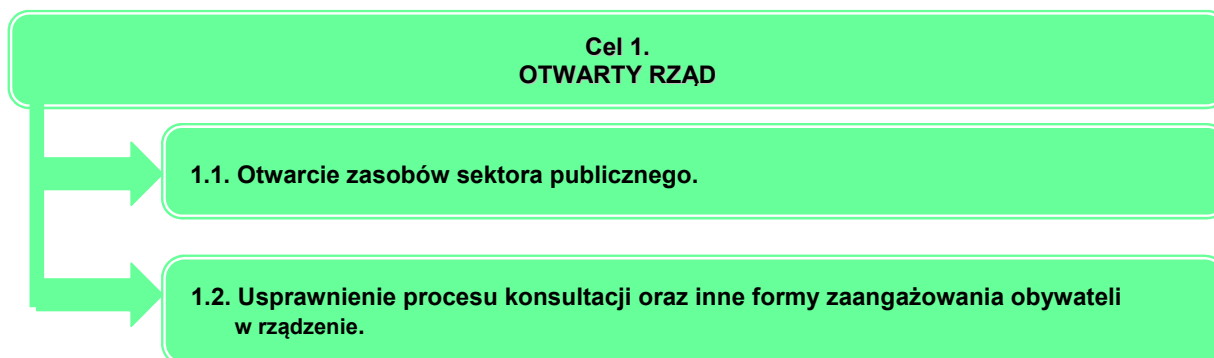 Cel 1.
OTWARTY RZĄD
1.1. Otwarcie zasobów sektora publicznego.
1.2. Usprawnienie procesu konsultacji oraz inne formy zaangażowania obywateli
w rządzenie.